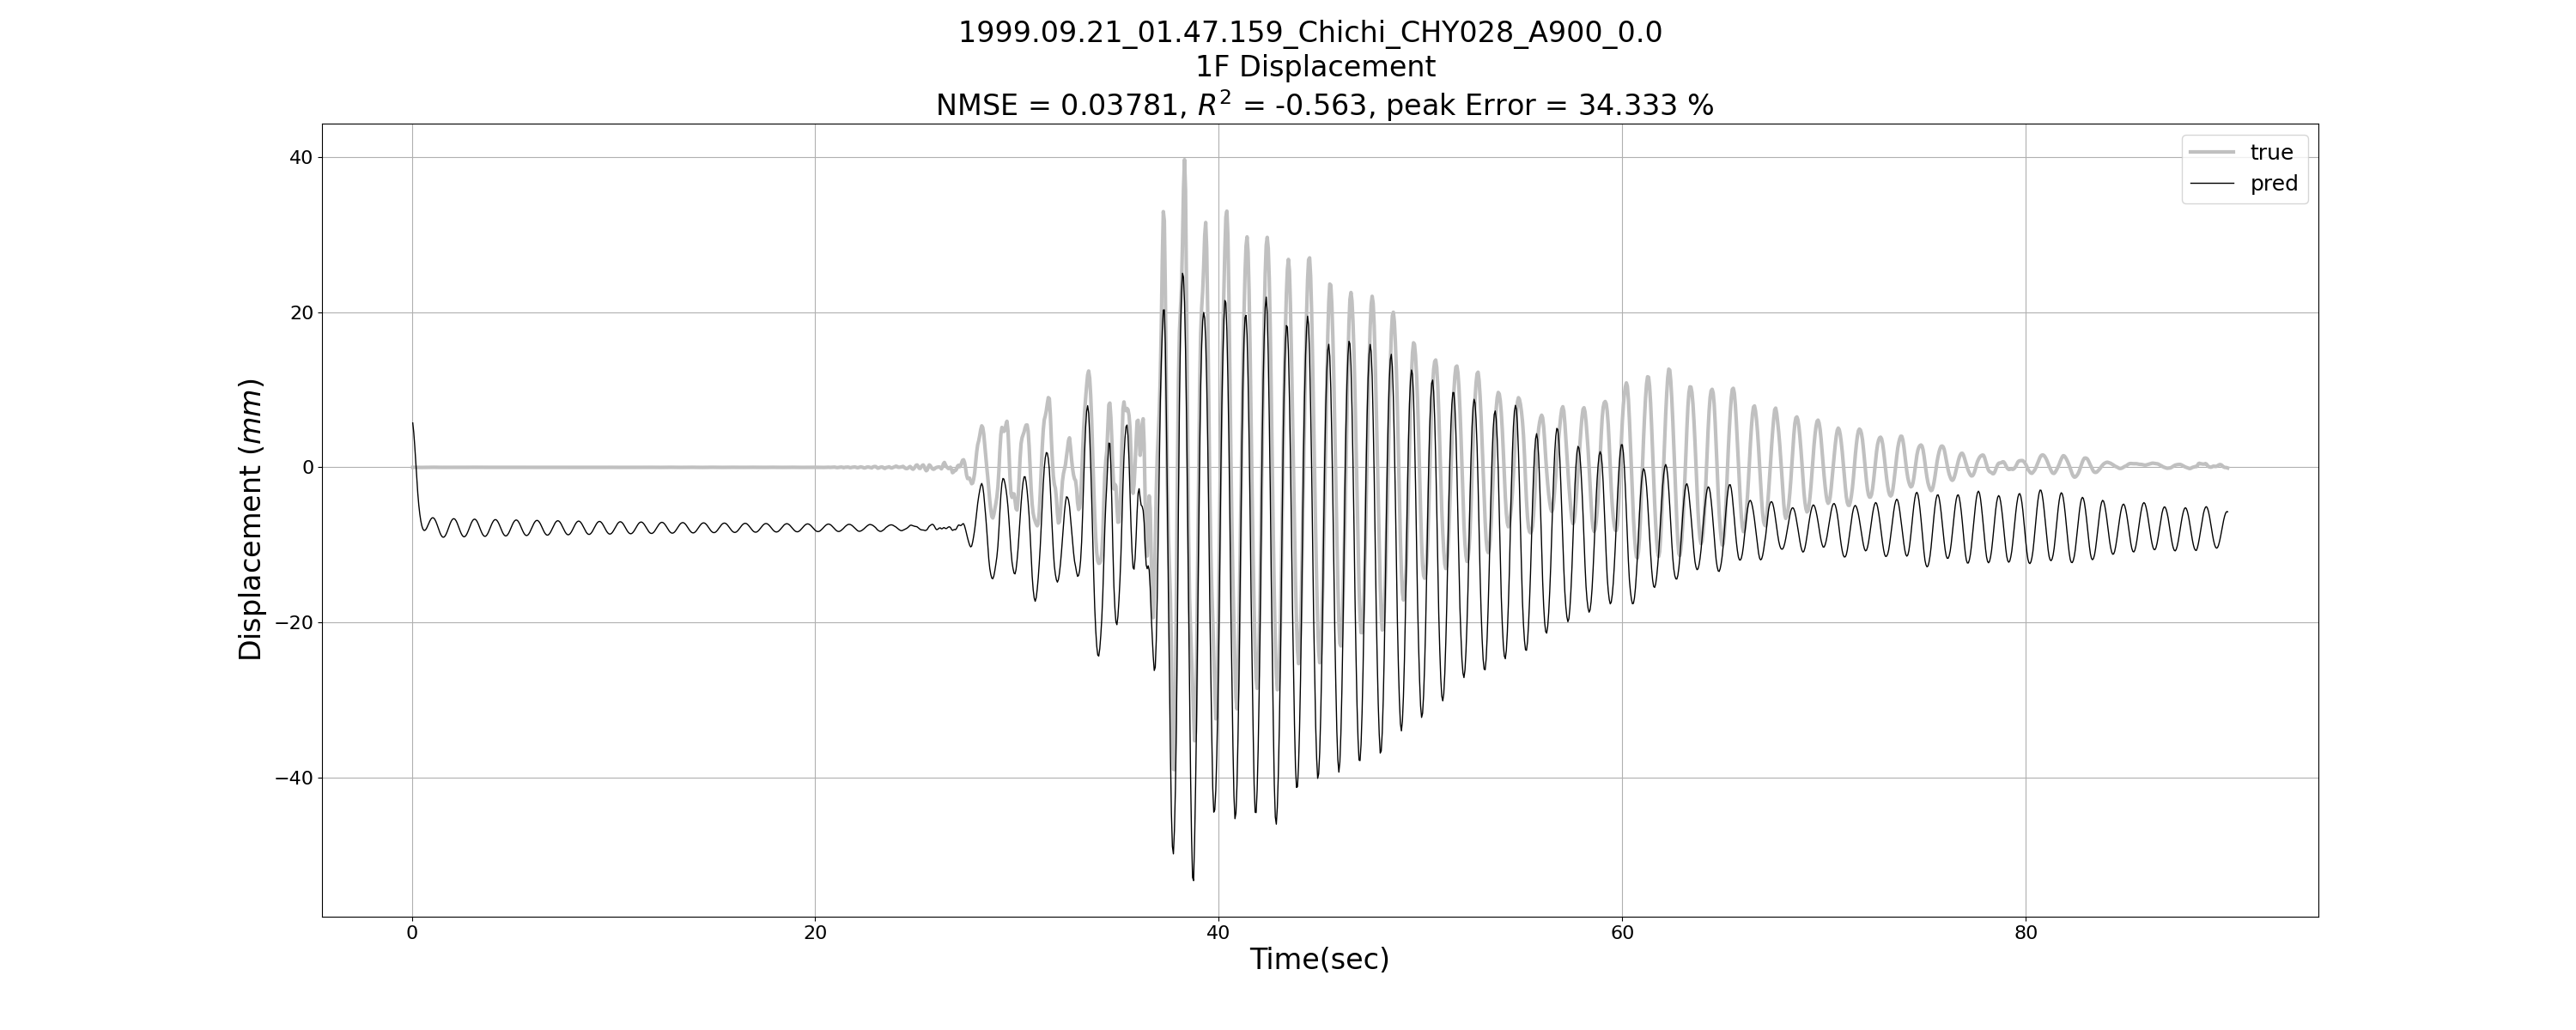 1999.09.21_01.47.159_Chichi_CHY028_A900_0.0
1F Displacement
NMSE = 0.03781, R² = -0.563, peak Error = 34.333 %
true
pred
40
20
0
−20
−40
Displacement (mm)
0 20 40 60 80
Time(sec)